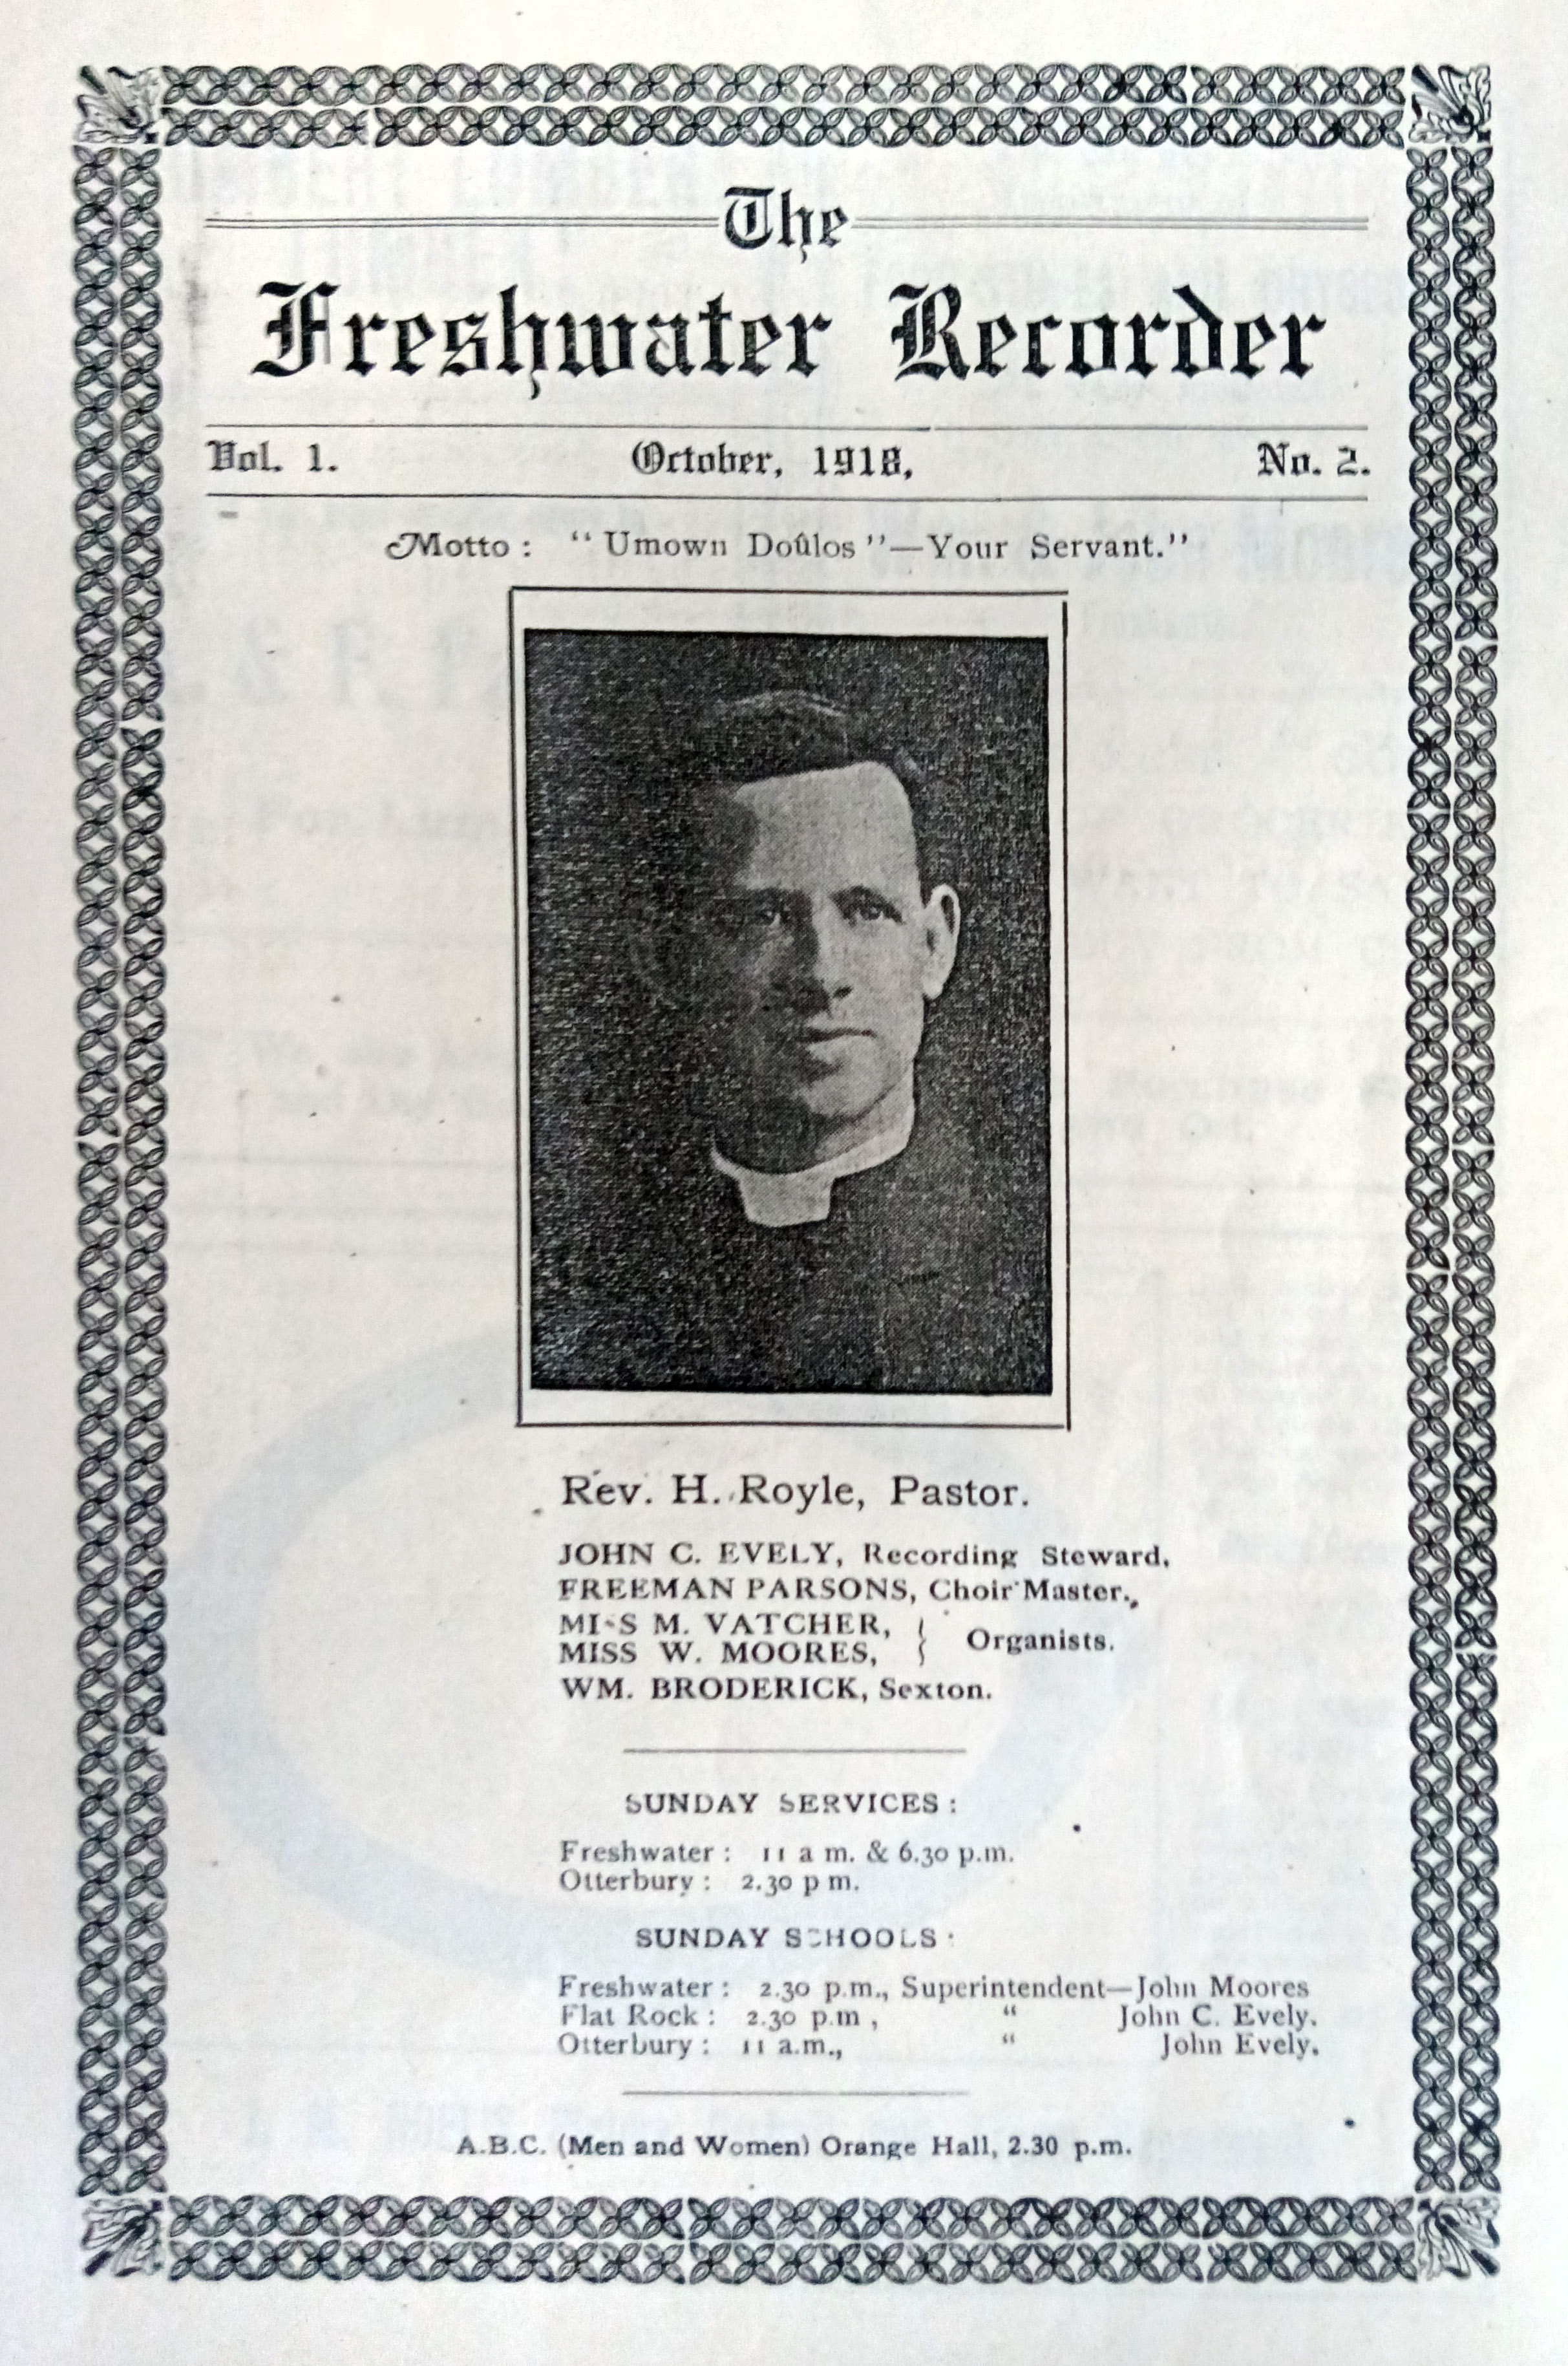 The
Freshwater Recorder
Vol. 1. October, 1918, No. 2.
Motto: "Umown Doûlos"—Your Servant."
Rev. H. Royle, Pastor.
JOHN C. EVELY, Recording Steward.
FREEMAN PARSONS, Choir Master.
MISS M. VATCHER,
MISS W. MOORES, } Organists.
WM. BRODERICK, Sexton.
SUNDAY SERVICES:
Freshwater: 11 a m. & 6.30 p.m.
Otterbury: 2.30 p m.
SUNDAY SCHOOLS:
Freshwater: 2.30 p.m., Superintendent—John Moores
Flat Rock: 2.30 p.m, " John C. Evely.
Otterbury: 11 a.m., " John Evely.
A.B.C. (Men and Women) Orange Hall, 2.30 p.m.